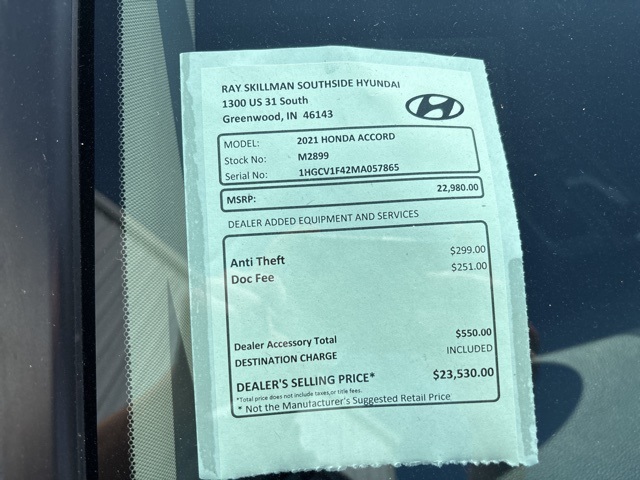 RAY SKILLMAN SOUTHSIDE HYUNDAI
1300 US 31 South
Greenwood, IN 46143
MODEL: 2021 HONDA ACCORD
Stock No: M2899
Serial No: 1HGCV1F42MA057865
MSRP: 22,980.00
DEALER ADDED EQUIPMENT AND SERVICES
Anti Theft $299.00
Doc Fee $251.00
Dealer Accessory Total $550.00
DESTINATION CHARGE INCLUDED
DEALER'S SELLING PRICE* $23,530.00
*Total price does not include taxes,or title fees.
* Not the Manufacturer's Suggested Retail Price